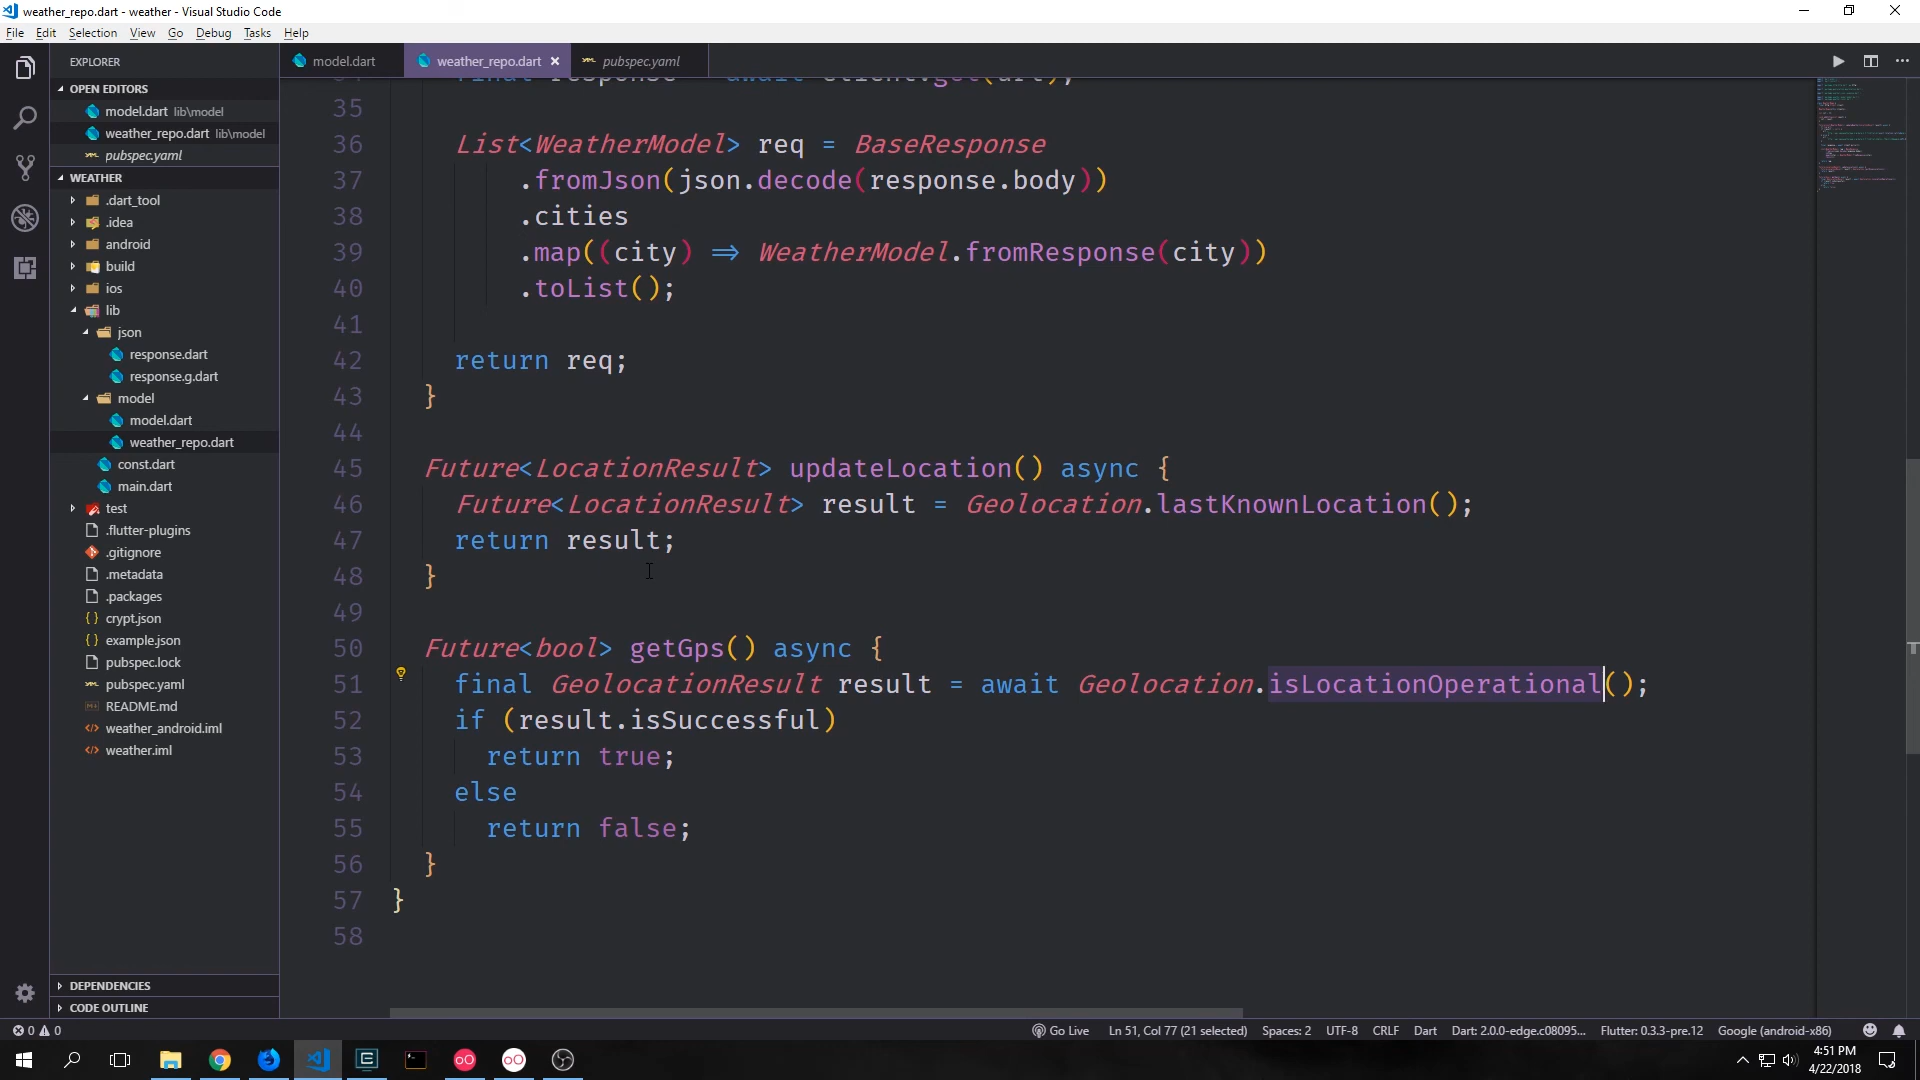 weather_repo.dart - weather - Visual Studio Code
File Edit Selection View Go Debug Tasks Help
EXPLORER
model.dart
weather_repo.dart
pubspec.yaml
OPEN EDITORS
model.dart lib\model
weather_repo.dart lib\model
pubspec.yaml
WEATHER
.dart_tool
.idea
android
build
ios
lib
json
response.dart
response.g.dart
model
model.dart
weather_repo.dart
const.dart
main.dart
test
.flutter-plugins
.gitignore
.metadata
.packages
crypt.json
example.json
pubspec.lock
pubspec.yaml
README.md
weather_android.iml
weather.iml
DEPENDENCIES
CODE OUTLINE
final response = await client.get(url);
35
36 List<WeatherModel> req = BaseResponse
37 .fromJson(json.decode(response.body))
38 .cities
39 .map((city) => WeatherModel.fromResponse(city))
40 .toList();
41
42 return req;
43 }
44
45 Future<LocationResult> updateLocation() async {
46 Future<LocationResult> result = Geolocation.lastKnownLocation();
47 return result;
48 }
49
50 Future<bool> getGps() async {
51 final GeolocationResult result = await Geolocation.isLocationOperational();
52 if (result.isSuccessful)
53 return true;
54 else
55 return false;
56 }
57 }
58
0 0 Go Live Ln 51, Col 77 (21 selected) Spaces: 2 UTF-8 CRLF Dart Dart: 2.0.0-edge.c08095... Flutter: 0.3.3-pre.12 Google (android-x86)
4:51 PM
4/22/2018